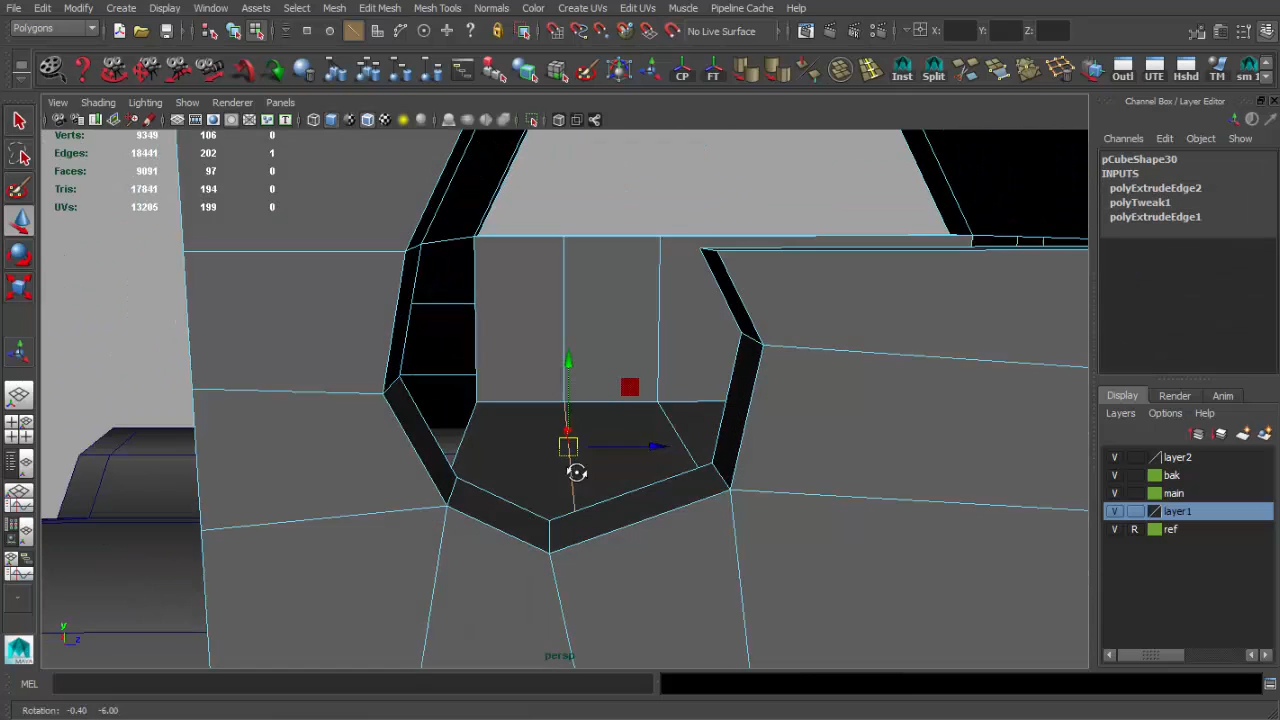 File Edit Modify Create Display Window Assets Select Mesh Edit Mesh Mesh Tools Normals Color Create UVs Edit UVs Muscle Pipeline Cache Help
Polygons No Live Surface X: Y: Z:
CP FT Inst Split Outl UTE Hshd TM sm 1
View Shading Lighting Show Renderer Panels
Channel Box / Layer Editor
Channels Edit Object Show
Verts: 9349 106 0
Edges: 18441 202 1
Faces: 9091 97 0
Tris: 17841 194 0
UVs: 13205 199 0
pCubeShape30
INPUTS
polyExtrudeEdge2
polyTweak1
polyExtrudeEdge1
Display Render Anim
Layers Options Help
V layer2
V bak
V main
V layer1
V R ref
y
z
persp
MEL
Rotation: -0.40 -6.00